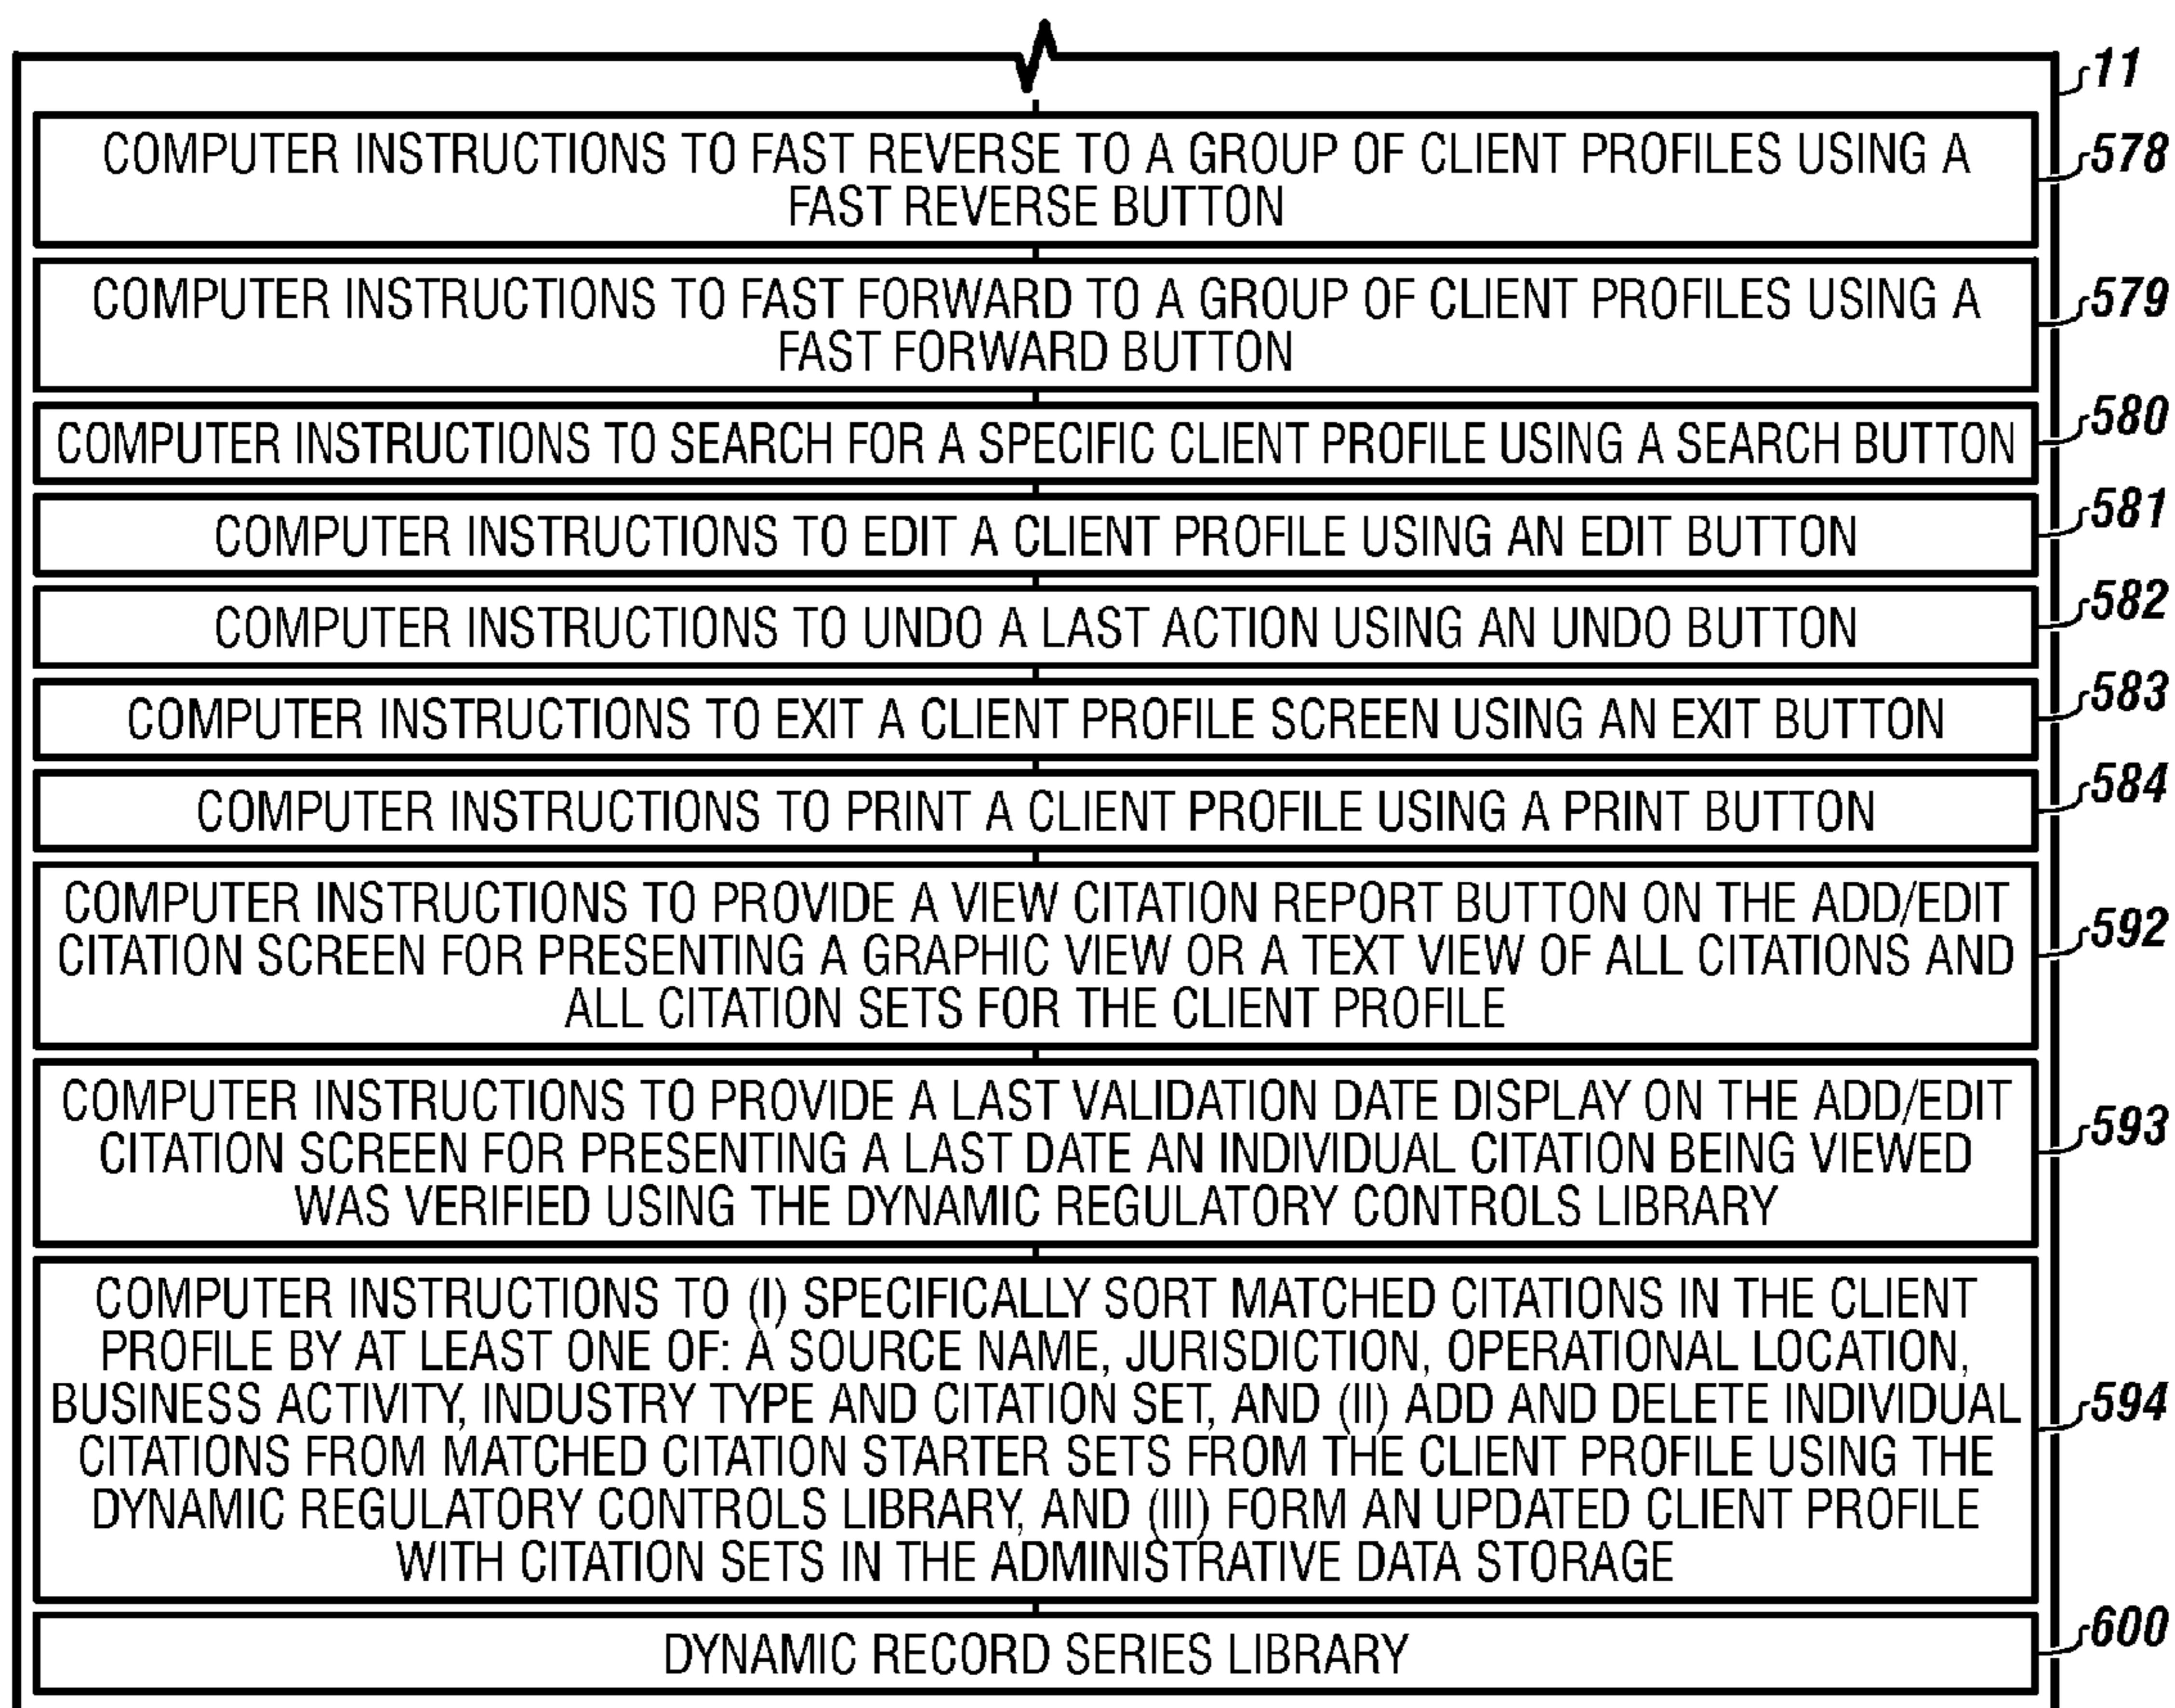 11
COMPUTER INSTRUCTIONS TO FAST REVERSE TO A GROUP OF CLIENT PROFILES USING A
FAST REVERSE BUTTON
578
COMPUTER INSTRUCTIONS TO FAST FORWARD TO A GROUP OF CLIENT PROFILES USING A
FAST FORWARD BUTTON
579
COMPUTER INSTRUCTIONS TO SEARCH FOR A SPECIFIC CLIENT PROFILE USING A SEARCH BUTTON
580
COMPUTER INSTRUCTIONS TO EDIT A CLIENT PROFILE USING AN EDIT BUTTON
581
COMPUTER INSTRUCTIONS TO UNDO A LAST ACTION USING AN UNDO BUTTON
582
COMPUTER INSTRUCTIONS TO EXIT A CLIENT PROFILE SCREEN USING AN EXIT BUTTON
583
COMPUTER INSTRUCTIONS TO PRINT A CLIENT PROFILE USING A PRINT BUTTON
584
COMPUTER INSTRUCTIONS TO PROVIDE A VIEW CITATION REPORT BUTTON ON THE ADD/EDIT
CITATION SCREEN FOR PRESENTING A GRAPHIC VIEW OR A TEXT VIEW OF ALL CITATIONS AND
ALL CITATION SETS FOR THE CLIENT PROFILE
592
COMPUTER INSTRUCTIONS TO PROVIDE A LAST VALIDATION DATE DISPLAY ON THE ADD/EDIT
CITATION SCREEN FOR PRESENTING A LAST DATE AN INDIVIDUAL CITATION BEING VIEWED
WAS VERIFIED USING THE DYNAMIC REGULATORY CONTROLS LIBRARY
593
COMPUTER INSTRUCTIONS TO (I) SPECIFICALLY SORT MATCHED CITATIONS IN THE CLIENT
PROFILE BY AT LEAST ONE OF: A SOURCE NAME, JURISDICTION, OPERATIONAL LOCATION,
BUSINESS ACTIVITY, INDUSTRY TYPE AND CITATION SET, AND (II) ADD AND DELETE INDIVIDUAL
CITATIONS FROM MATCHED CITATION STARTER SETS FROM THE CLIENT PROFILE USING THE
DYNAMIC REGULATORY CONTROLS LIBRARY, AND (III) FORM AN UPDATED CLIENT PROFILE
WITH CITATION SETS IN THE ADMINISTRATIVE DATA STORAGE
594
DYNAMIC RECORD SERIES LIBRARY
600